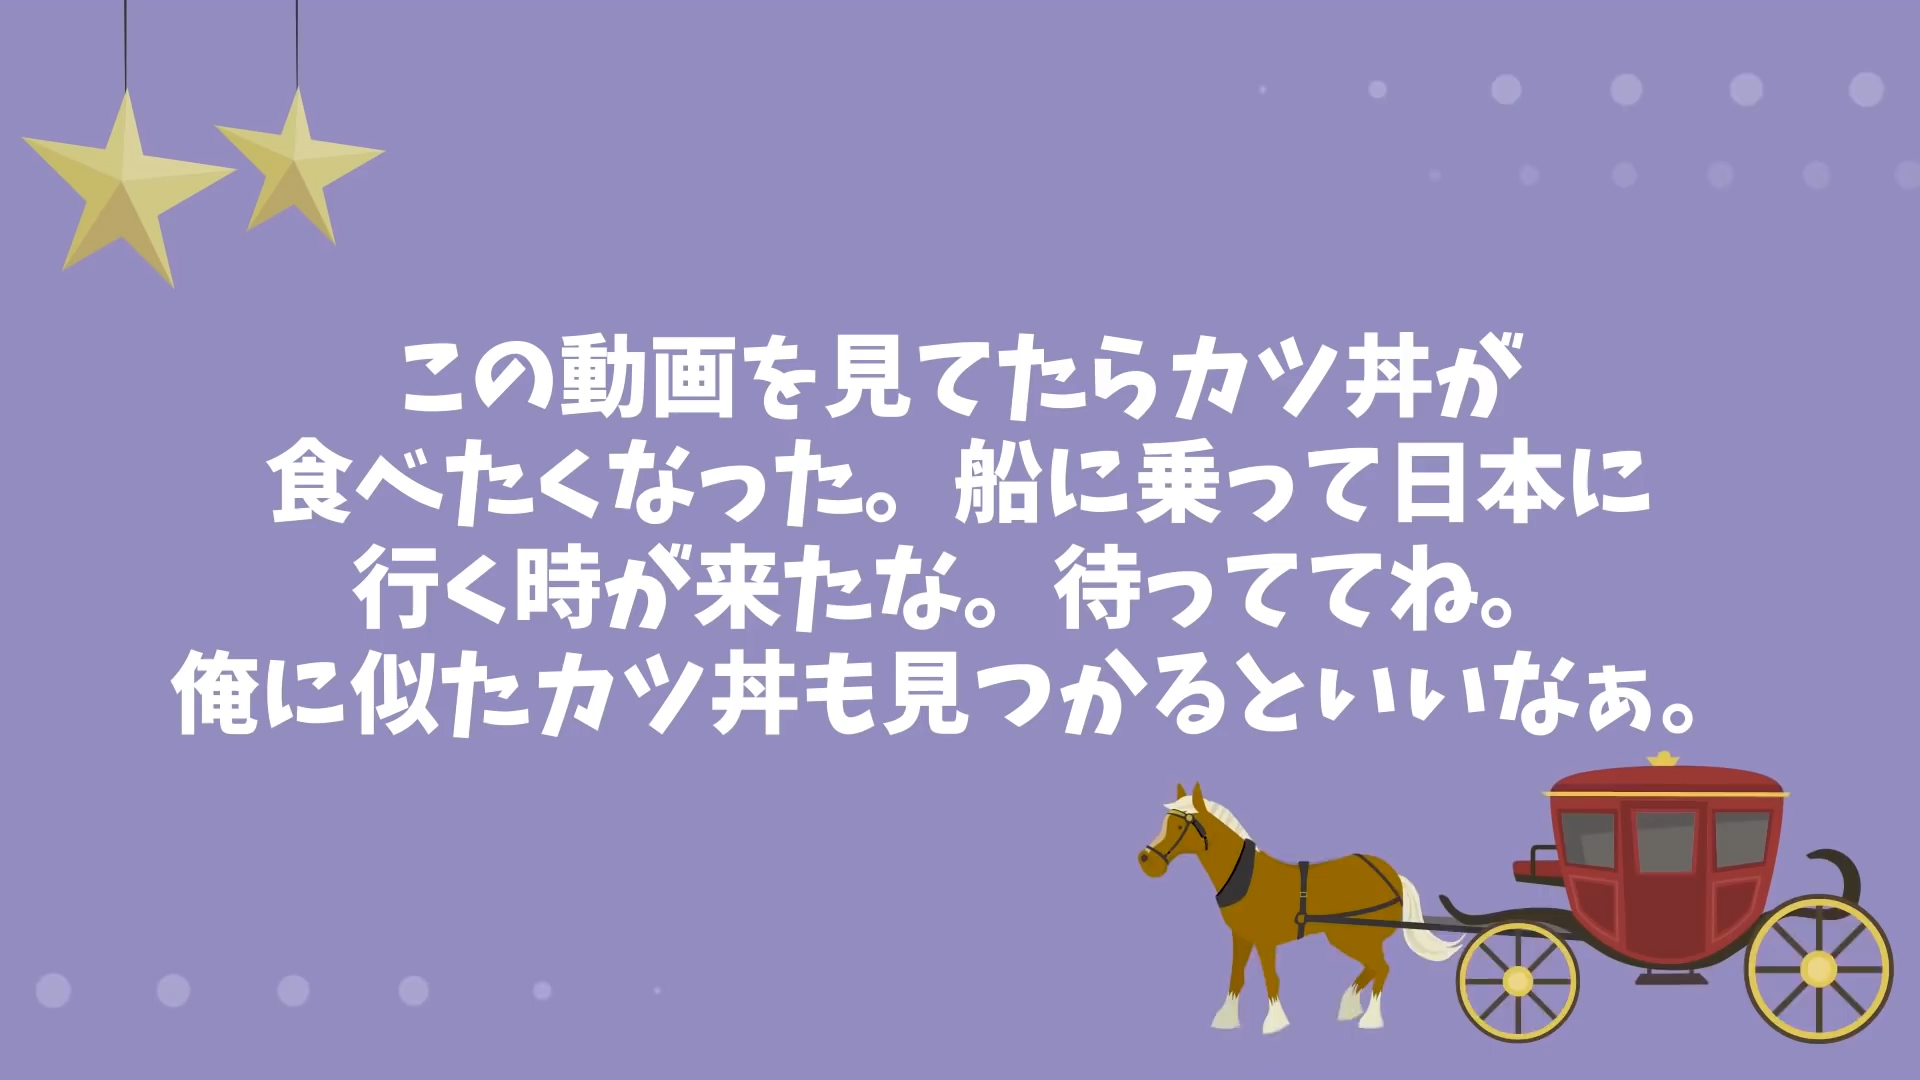 この動画を見てたらカツ丼が
食べたくなった。船に乗って日本に
行く時が来たな。待っててね。
俺に似たカツ丼も見つかるといいなぁ。